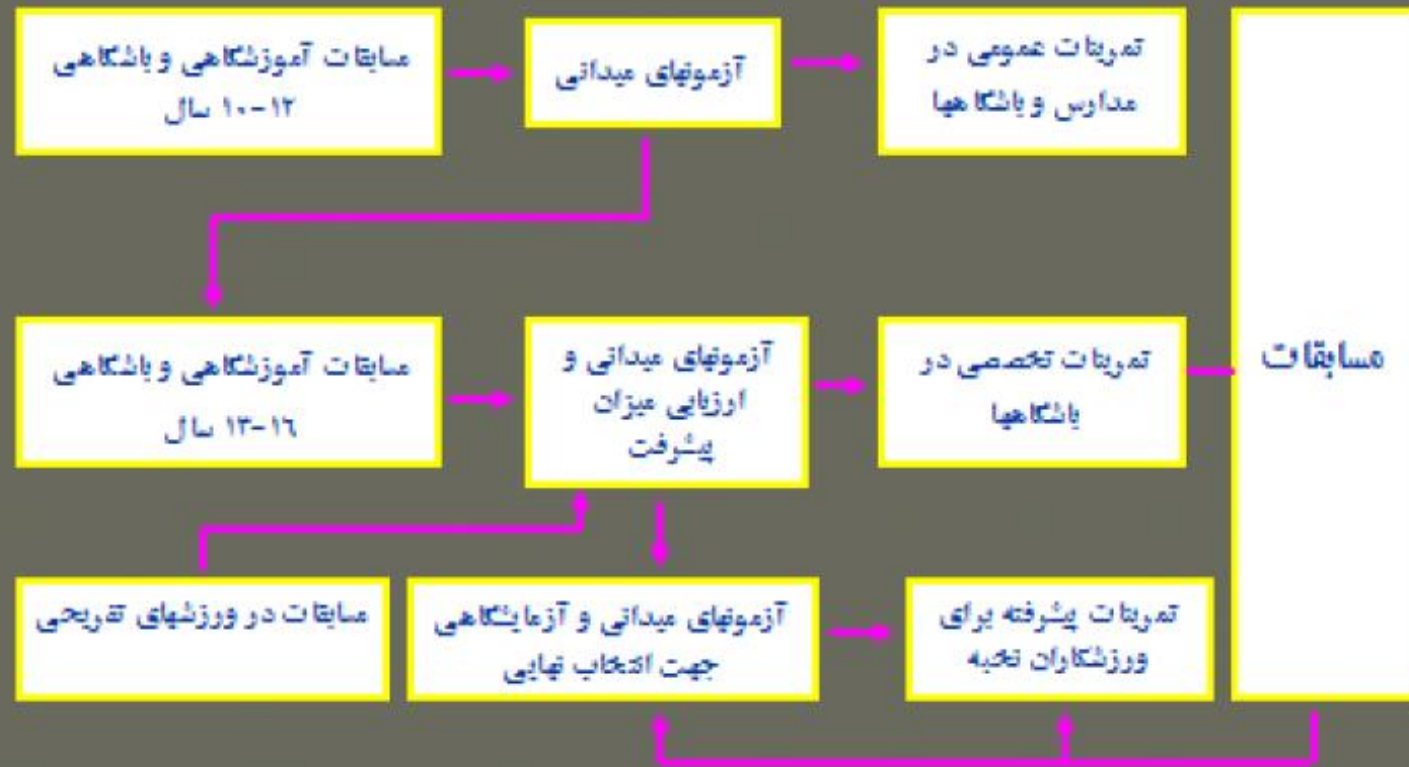 مسابقات آموزشگاهی و باشگاهی
۱۰-۱۲ سال
آزمونهای میدانی
تمرینات عمومی در
مدارس و باشگاهها
مسابقات آموزشگاهی و باشگاهی
۱۳-۱۶ سال
آزمونهای میدانی و
ارزیابی میزان
پیشرفت
تمرینات تخصصی در
باشگاهها
مسابقات
مسابقات در ورزشهای تفریحی
آزمونهای میدانی و آزمایشگاهی
جهت انتخاب نهایی
تمرینات پیشرفته برای
ورزشکاران نخبه